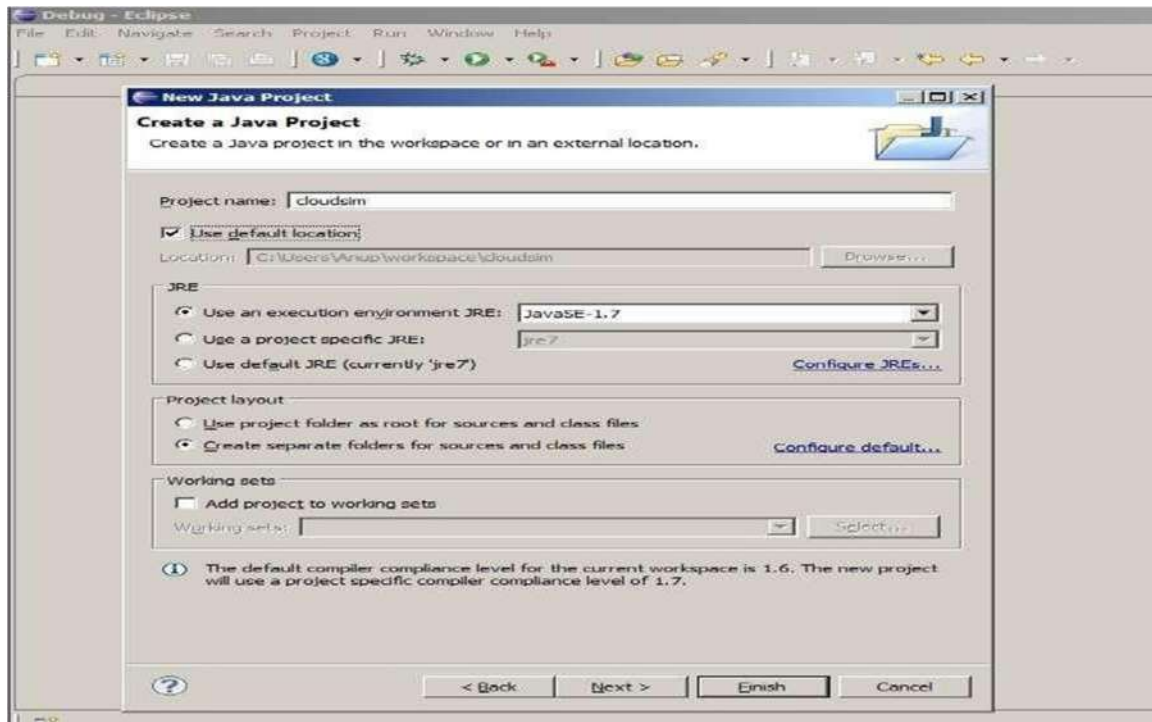 Debug - Eclipse
File Edit Navigate Search Project Run Window Help
New Java Project
Create a Java Project
Create a Java project in the workspace or in an external location.
Project name: cloudsim
Use default location
Location: C:\Users\Anup\workspace\cloudsim Browse...
JRE
Use an execution environment JRE: JavaSE-1.7
Use a project specific JRE: jre7
Use default JRE (currently 'jre7') Configure JREs...
Project layout
Use project folder as root for sources and class files
Create separate folders for sources and class files Configure default...
Working sets
Add project to working sets
Working sets: Select...
The default compiler compliance level for the current workspace is 1.6. The new project
will use a project specific compiler compliance level of 1.7.
< Back Next > Finish Cancel